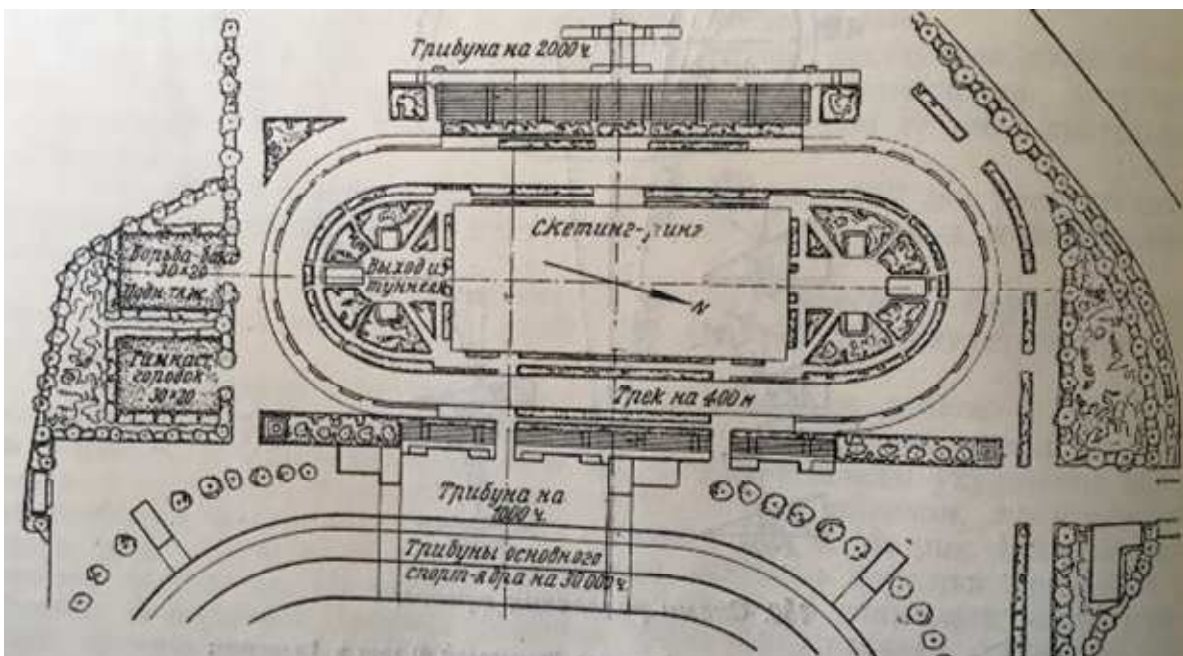 Трибуна на 2000 ч.
Скетинг-ринг
Борьба-бокс
30×20
Подн. тяж.
Выход из
туннеля
N
Гимнаст.
городок
30×20
Трек на 400 м
Трибуна на
1000 ч.
Трибуны основного
спорт-ядра на 30 000 ч.